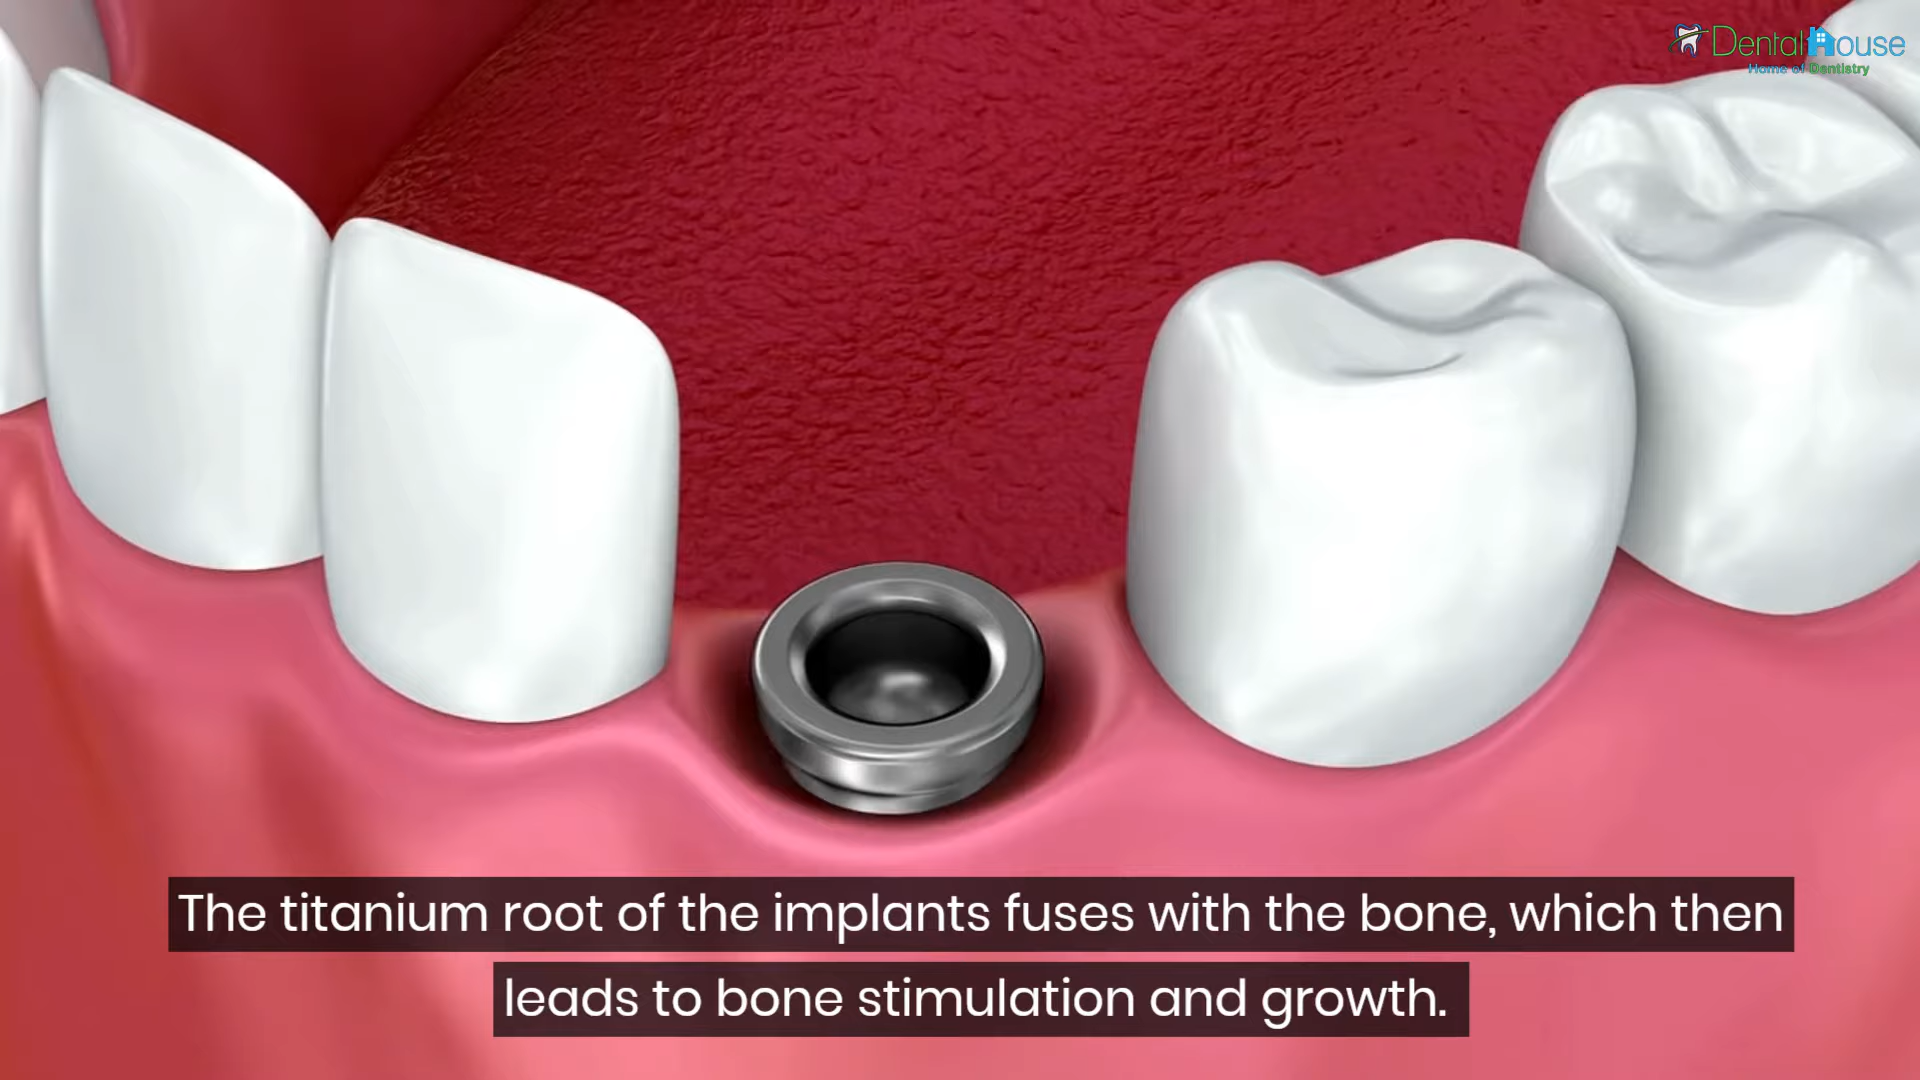 DentalHouse
Home of Dentistry
The titanium root of the implants fuses with the bone, which then
leads to bone stimulation and growth.